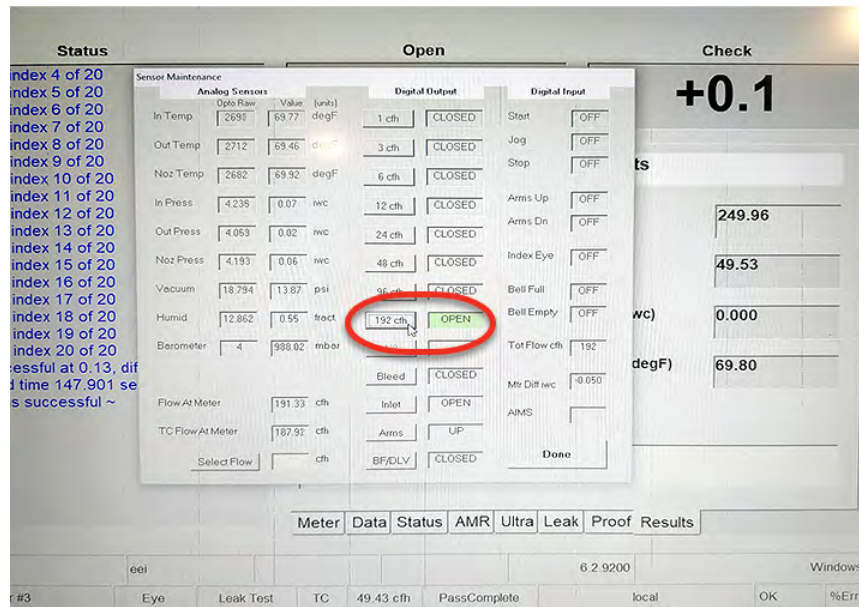 Status
Open
Check
index 4 of 20
index 5 of 20
index 6 of 20
index 7 of 20
index 8 of 20
index 9 of 20
index 10 of 20
index 11 of 20
index 12 of 20
index 13 of 20
index 14 of 20
index 15 of 20
index 16 of 20
index 17 of 20
index 18 of 20
index 19 of 20
index 20 of 20
essful at 0.13, dif
d time 147.901 se
s successful ~
Sensor Maintenance
Analog Sensors
Opto Raw Value (units)
In Temp 2690 69.77 degF
Out Temp 2712 69.46
Noz Temp 2682 69.92 degF
In Press 4.235 0.07 iwc
Out Press 4.053 0.02 iwc
Noz Press 4.193 0.06 iwc
Vacuum 18.794 13.87 psi
Humid 12.862 0.55 fract
Barometer 4 988.02 mbar
Flow At Meter 191.33 cfh
TC Flow At Meter 187.92 cfh
Select Flow cfh
Digital Output
1 cfh CLOSED
3 cfh CLOSED
6 cfh CLOSED
12 cfh CLOSED
24 cfh CLOSED
48 cfh CLOSED
96 cfh CLOSED
192 cfh OPEN
Bleed CLOSED
Inlet OPEN
Arms UP
BF/DLV CLOSED
Digital Input
Start OFF
Jog OFF
Stop OFF
Arms Up OFF
Arms Dn OFF
Index Eye OFF
Bell Full OFF
Bell Empty OFF
Tot Flow cfh 192
Mtr Diff iwc -0.050
AIMS
Done
+0.1
ts
249.96
49.53
wc) 0.000
degF) 69.80
Meter Data Status AMR Ultra Leak Proof Results
eei 6.2.9200 Windows
r #3 Eye Leak Test TC 49.43 cfh PassComplete local OK %Err